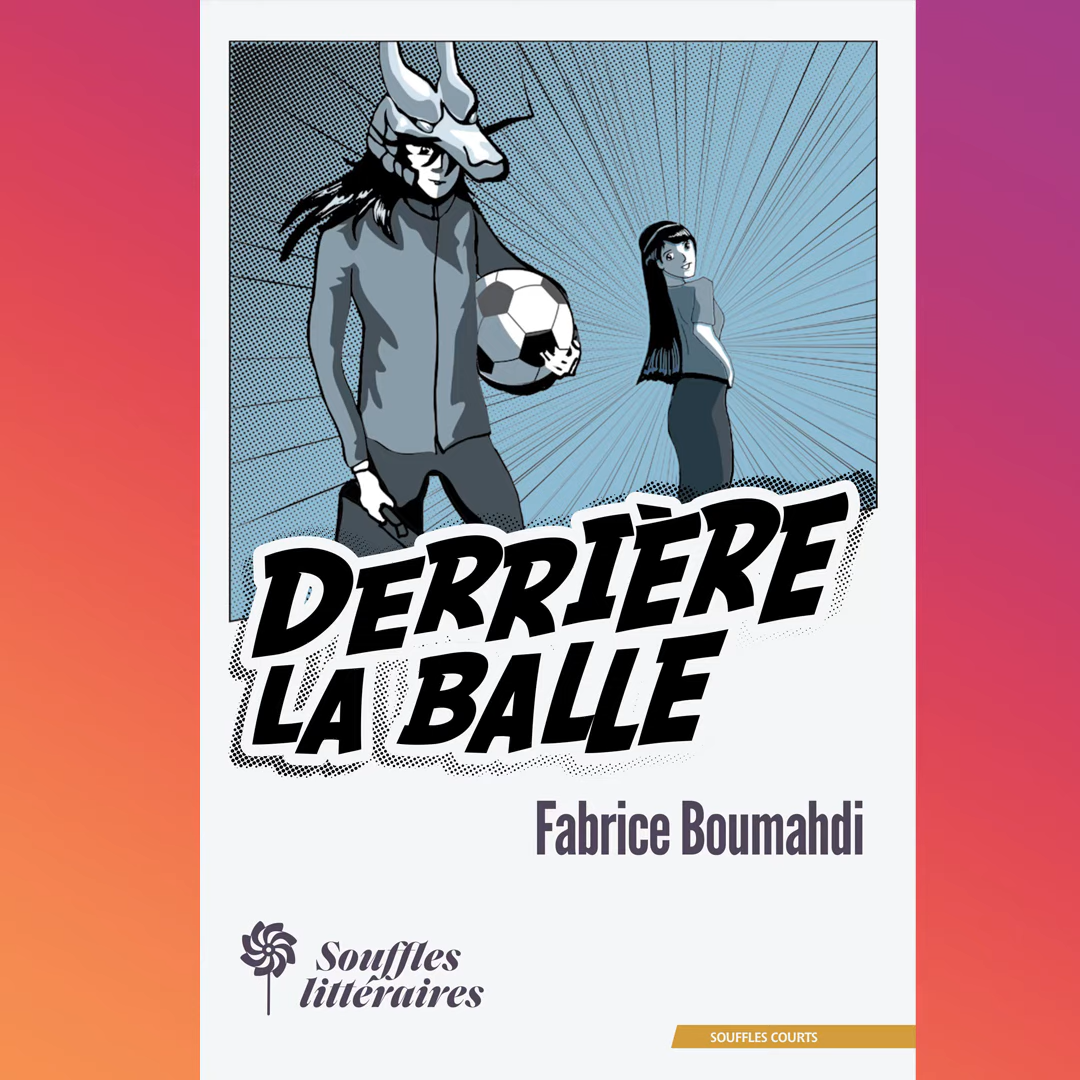 DERRIÈRE
LA BALLE
Fabrice Boumahdi
Souffles
littéraires
SOUFFLES COURTS